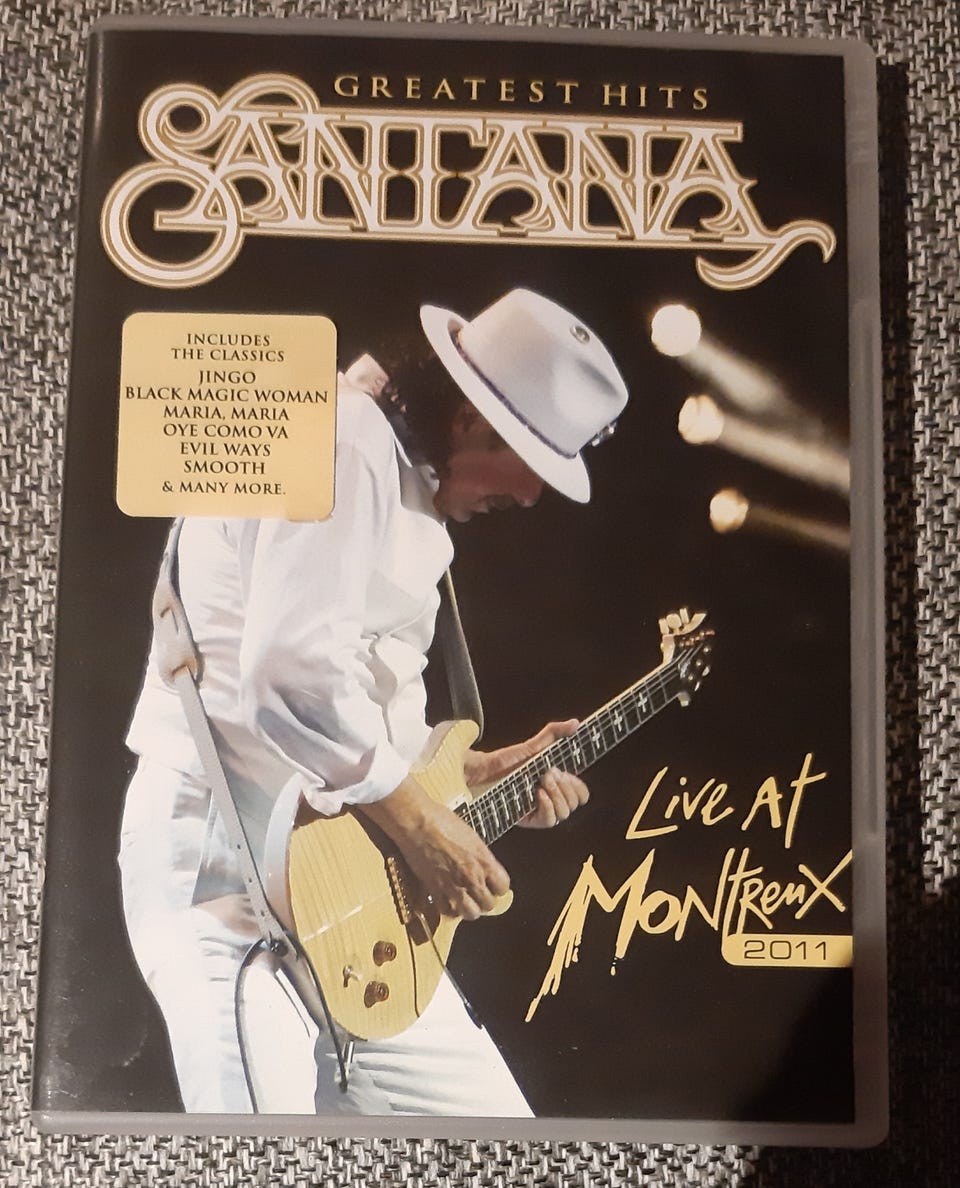 GREATEST HITS
SANTANA
INCLUDES
THE CLASSICS
JINGO
BLACK MAGIC WOMAN
MARIA, MARIA
OYE COMO VA
EVIL WAYS
SMOOTH
& MANY MORE.
Live At
MONTReuX
2011